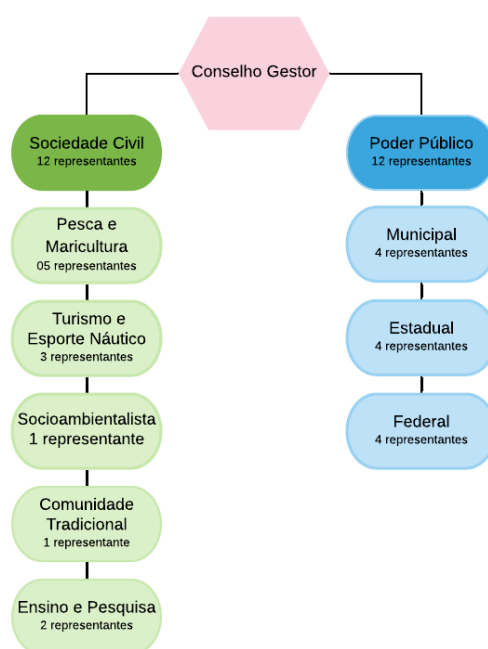 Conselho Gestor
Sociedade Civil
12 representantes
Pesca e
Maricultura
05 representantes
Turismo e
Esporte Náutico
3 representantes
Socioambientalista
1 representante
Comunidade
Tradicional
1 representante
Ensino e Pesquisa
2 representantes
Poder Público
12 representantes
Municipal
4 representantes
Estadual
4 representantes
Federal
4 representantes